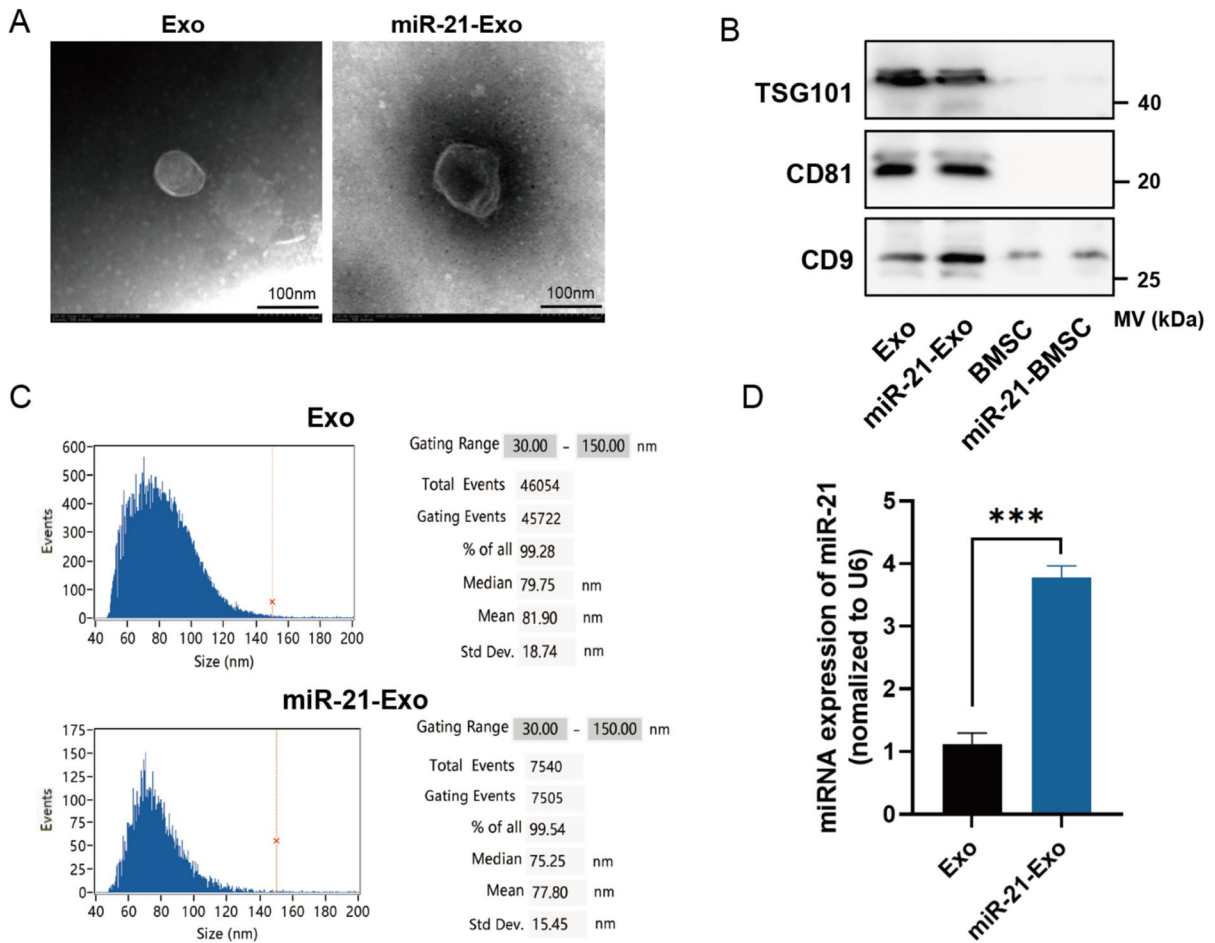 A
Exo
miR-21-Exo
100nm
100nm
B
TSG101
40
CD81
20
CD9
25
MV (kDa)
Exo
miR-21-Exo
BMSC
miR-21-BMSC
C
Exo
600
500
400
300
200
100
0
Events
40 60 80 100 120 140 160 180 200
Size (nm)
Gating Range 30.00 - 150.00 nm
Total Events 46054
Gating Events 45722
% of all 99.28
Median 79.75 nm
Mean 81.90 nm
Std Dev. 18.74 nm
miR-21-Exo
175
150
125
100
75
50
25
0
Events
40 60 80 100 120 140 160 180 200
Size (nm)
Gating Range 30.00 - 150.00 nm
Total Events 7540
Gating Events 7505
% of all 99.54
Median 75.25 nm
Mean 77.80 nm
Std Dev. 15.45 nm
D
miRNA expression of miR-21
(nomalized to U6)
5
4
3
2
1
0
***
Exo
miR-21-Exo